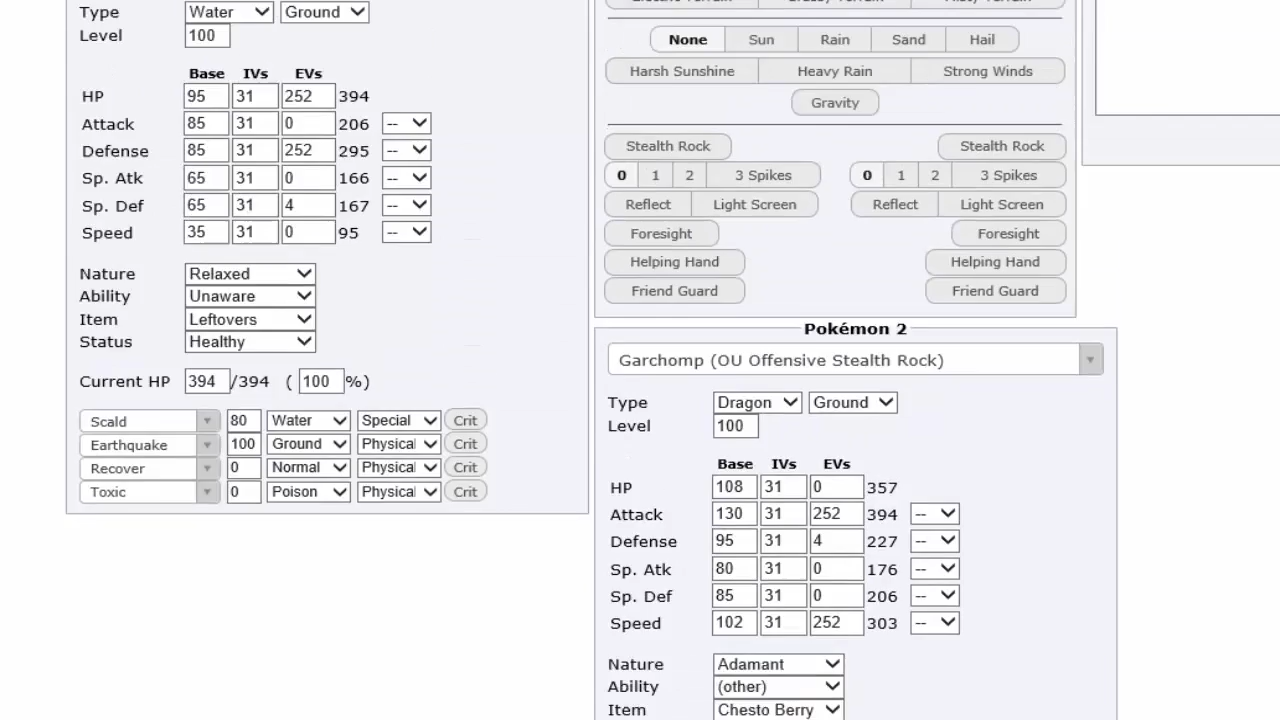 Type Water Ground
Level 100
Base IVs EVs
HP 95 31 252 394
Attack 85 31 0 206 --
Defense 85 31 252 295 --
Sp. Atk 65 31 0 166 --
Sp. Def 65 31 4 167 --
Speed 35 31 0 95 --
Nature Relaxed
Ability Unaware
Item Leftovers
Status Healthy
Current HP 394 /394 ( 100 %)
Scald 80 Water Special Crit
Earthquake 100 Ground Physical Crit
Recover 0 Normal Physical Crit
Toxic 0 Poison Physical Crit
None Sun Rain Sand Hail
Harsh Sunshine Heavy Rain Strong Winds
Gravity
Stealth Rock Stealth Rock
0 1 2 3 Spikes 0 1 2 3 Spikes
Reflect Light Screen Reflect Light Screen
Foresight Foresight
Helping Hand Helping Hand
Friend Guard Friend Guard
Pokémon 2
Garchomp (OU Offensive Stealth Rock)
Type Dragon Ground
Level 100
Base IVs EVs
HP 108 31 0 357
Attack 130 31 252 394 --
Defense 95 31 4 227 --
Sp. Atk 80 31 0 176 --
Sp. Def 85 31 0 206 --
Speed 102 31 252 303 --
Nature Adamant
Ability (other)
Item Chesto Berry